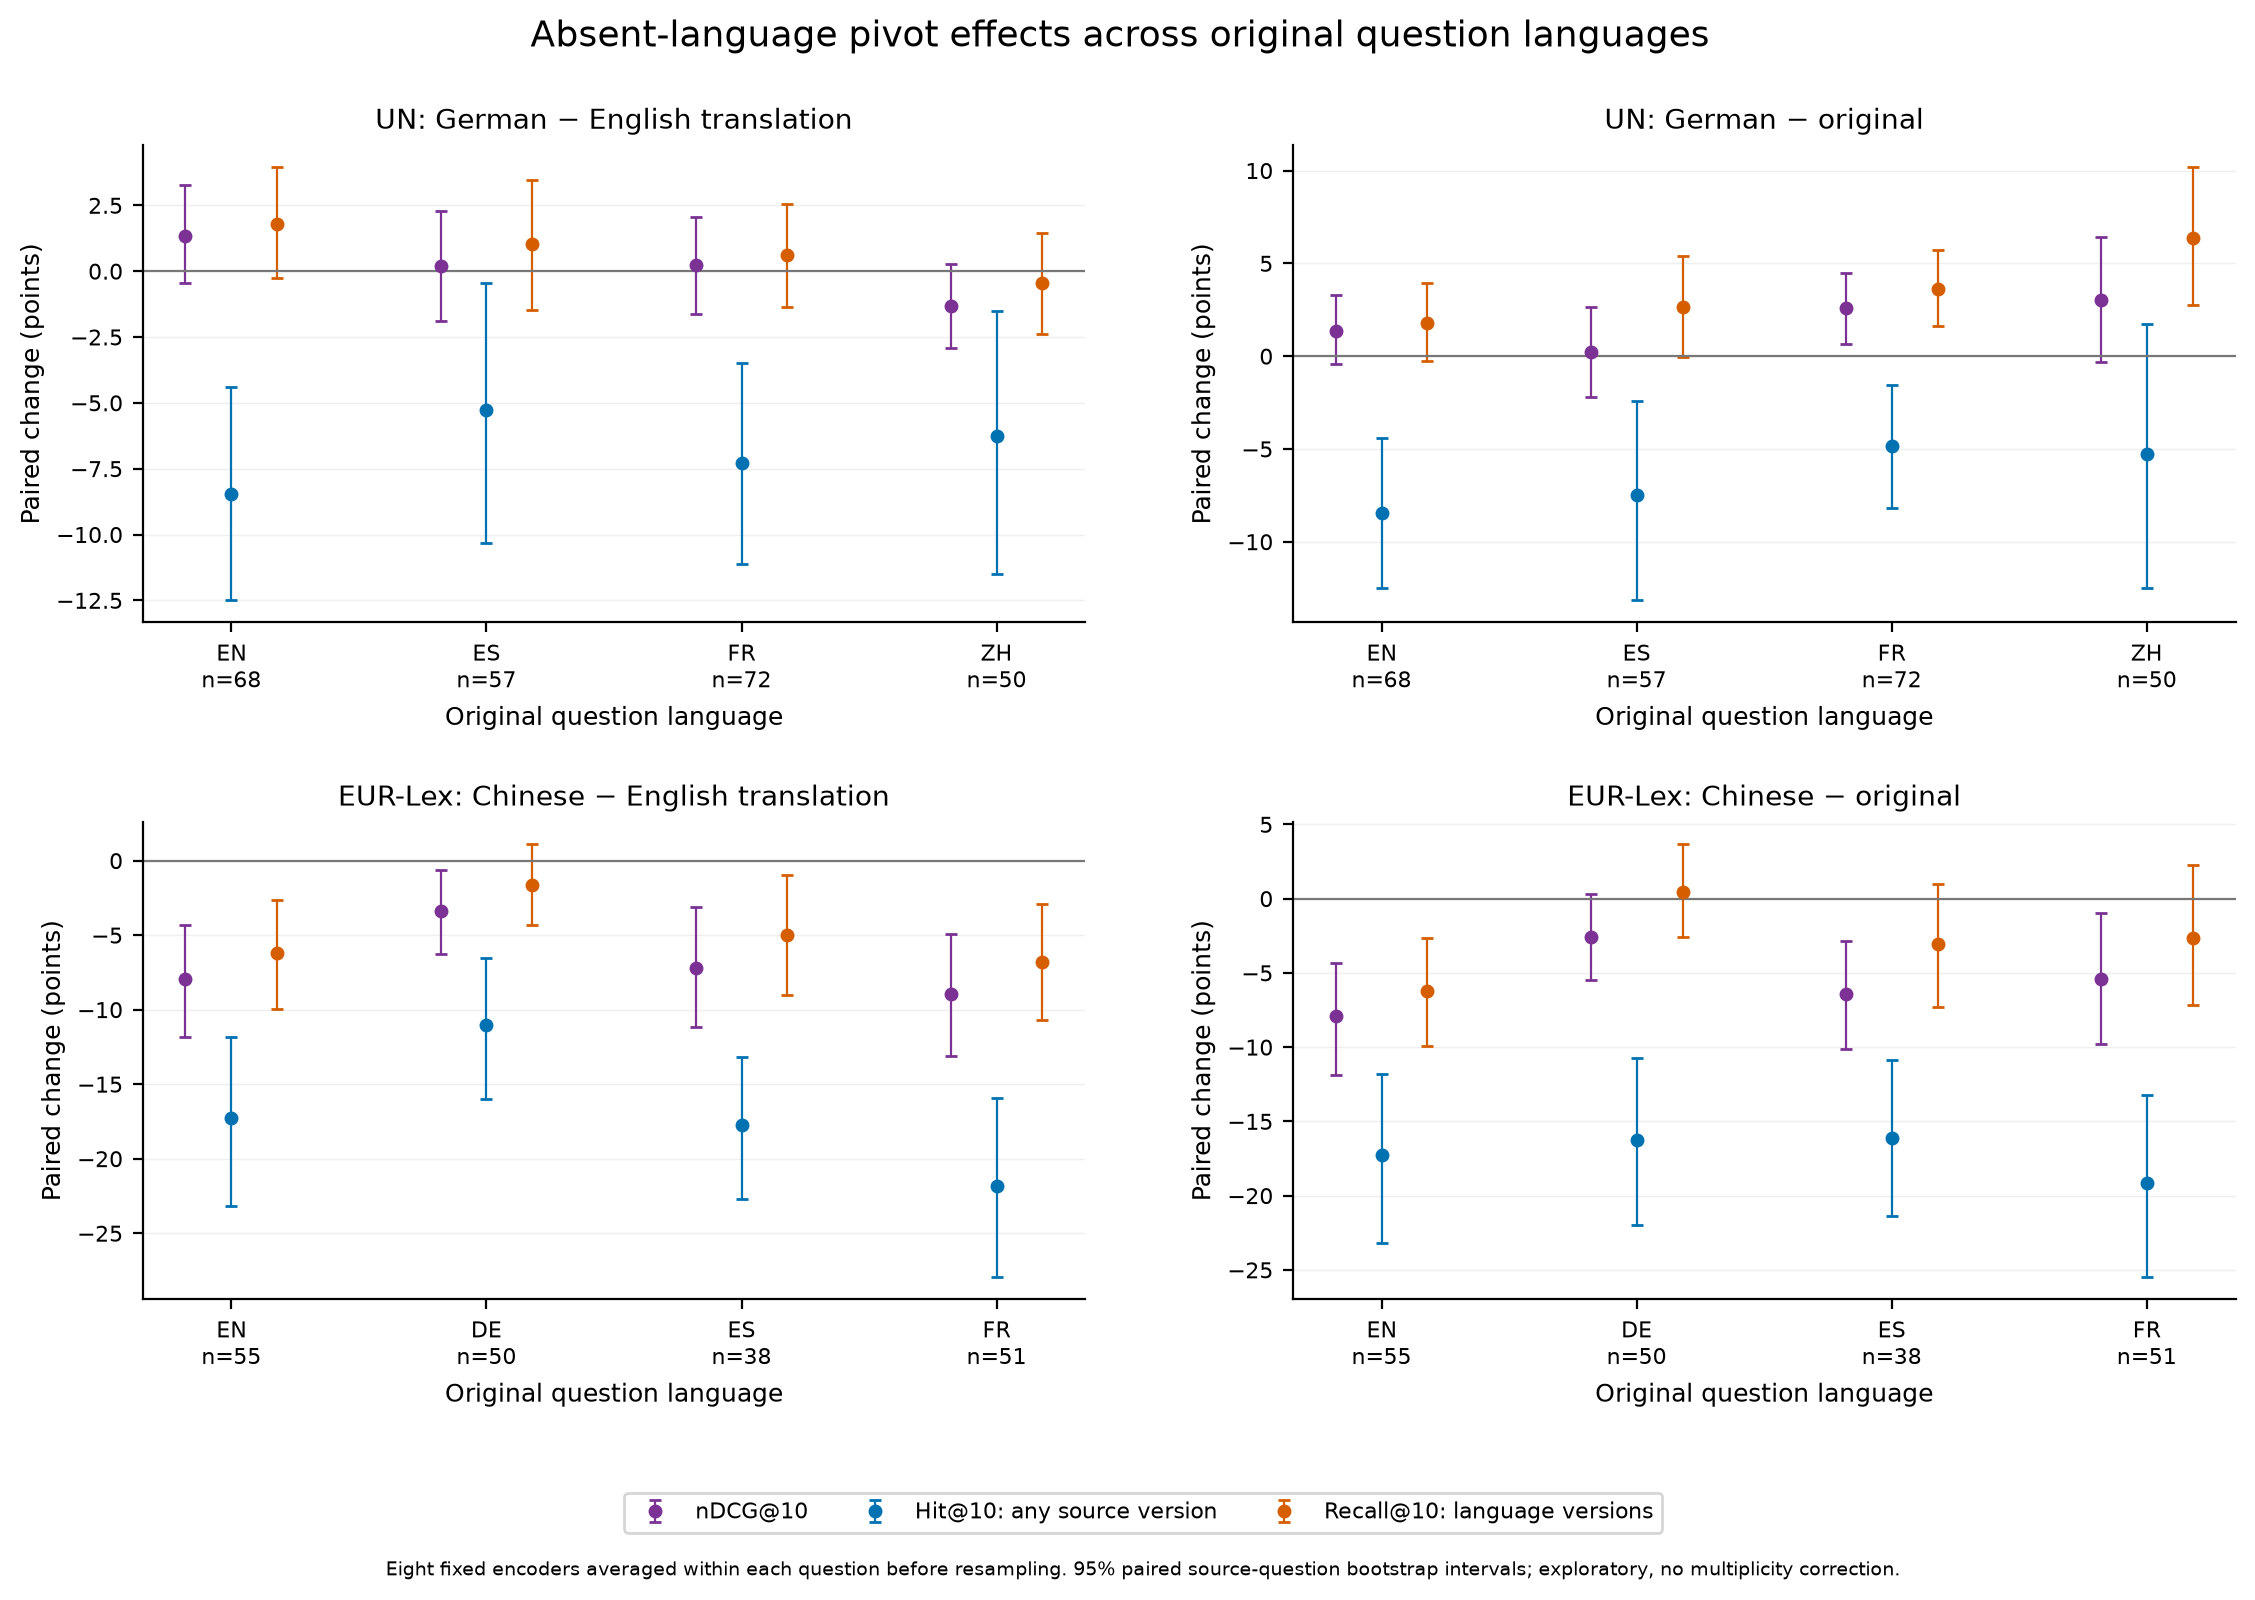 Absent-language pivot effects across original question languages
UN: German − English translation
Paired change (points)
2.5
0.0
−2.5
−5.0
−7.5
−10.0
−12.5
EN
n=68
ES
n=57
FR
n=72
ZH
n=50
Original question language
UN: German − original
Paired change (points)
10
5
0
−5
−10
EN
n=68
ES
n=57
FR
n=72
ZH
n=50
Original question language
EUR-Lex: Chinese − English translation
Paired change (points)
0
−5
−10
−15
−20
−25
EN
n=55
DE
n=50
ES
n=38
FR
n=51
Original question language
EUR-Lex: Chinese − original
Paired change (points)
5
0
−5
−10
−15
−20
−25
EN
n=55
DE
n=50
ES
n=38
FR
n=51
Original question language
nDCG@10
Hit@10: any source version
Recall@10: language versions
Eight fixed encoders averaged within each question before resampling. 95% paired source-question bootstrap intervals; exploratory, no multiplicity correction.